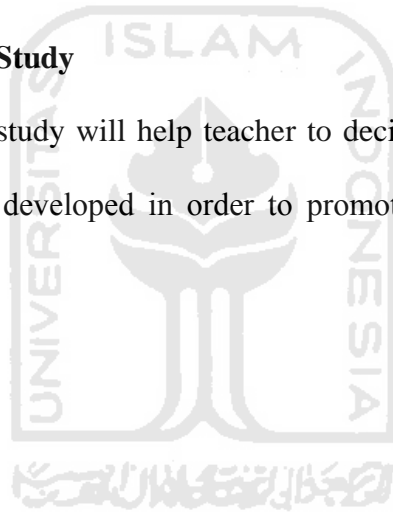 ISLAM
Study
study will help teacher to deci
developed in order to promot
UNIVERSITAS
INDONESIA